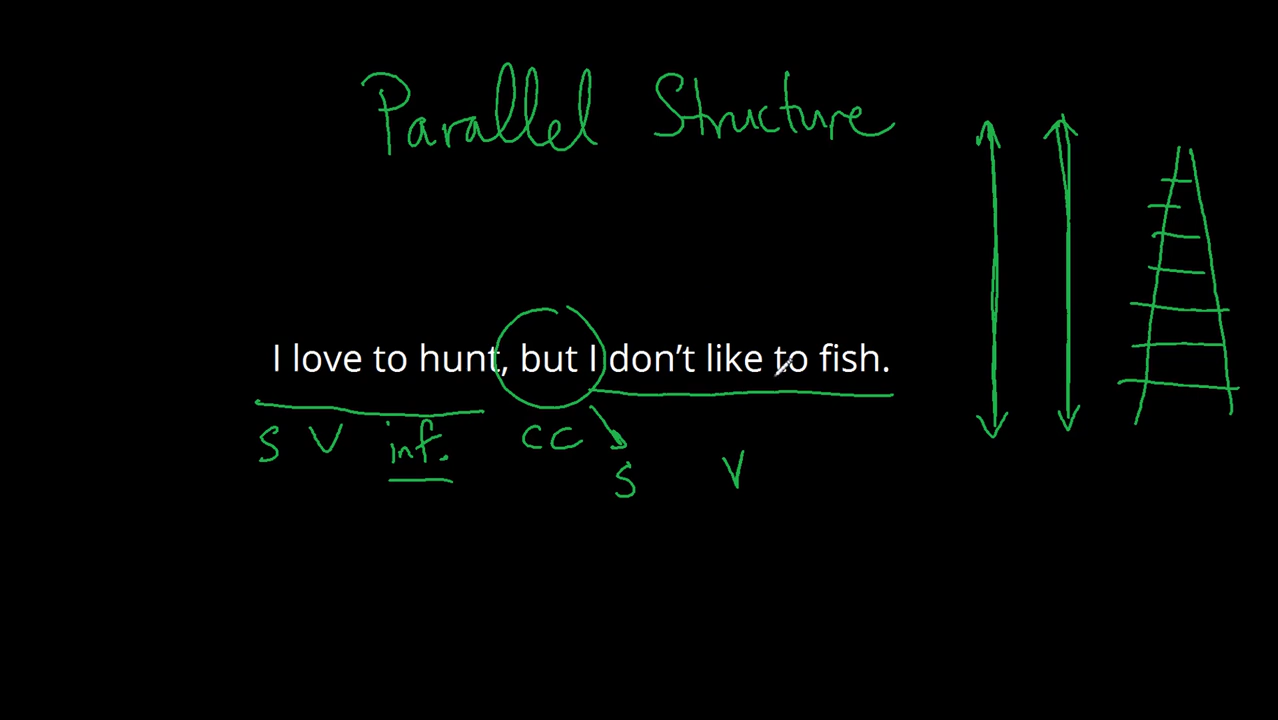 Parallel Structure
I love to hunt, but I don't like to fish.
S V inf. CC S
S V